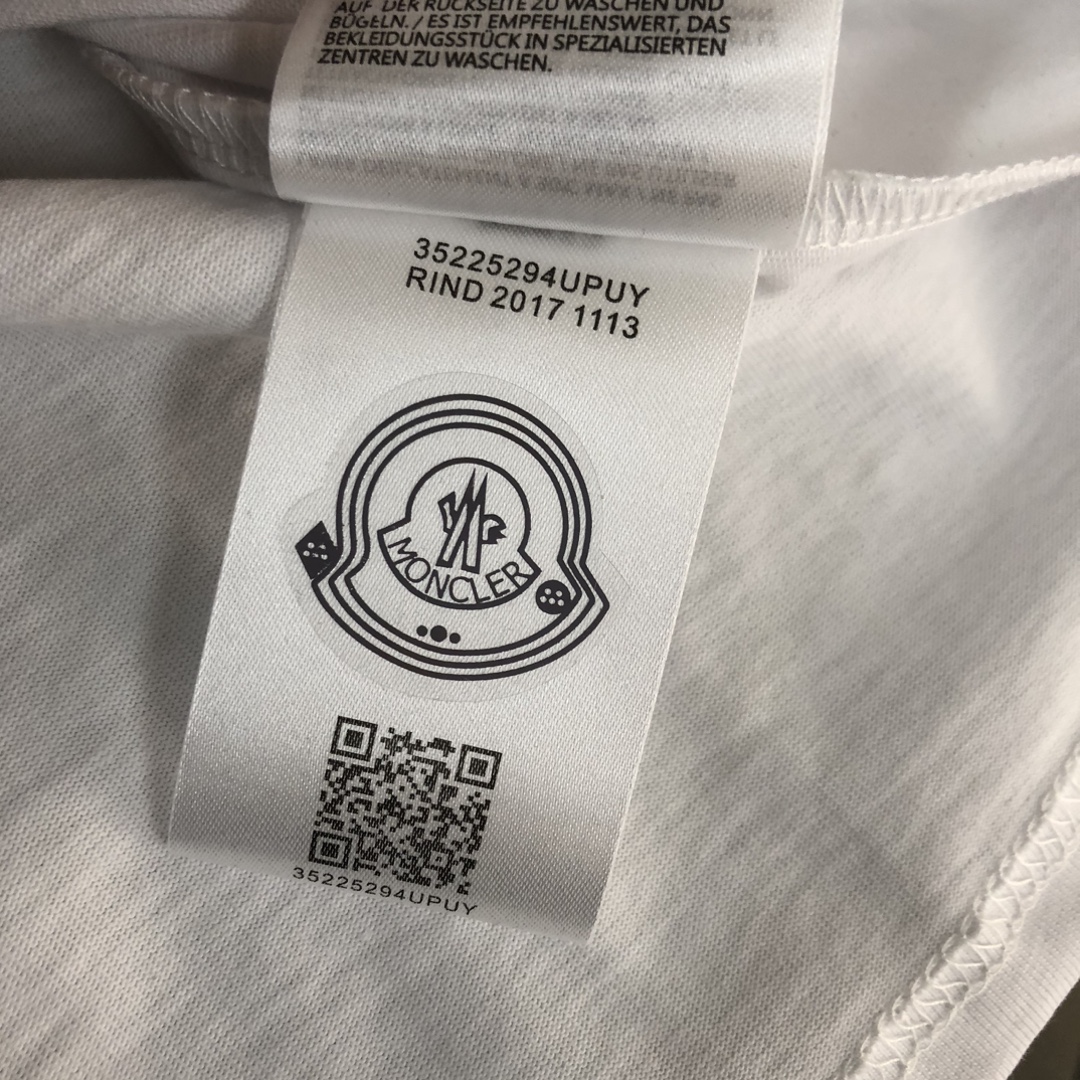 AUF DER RÜCKSEITE ZU WASCHEN UND
BÜGELN. / ES IST EMPFEHLENSWERT, DAS
BEKLEIDUNGSSTÜCK IN SPEZIALISIERTEN
ZENTREN ZU WASCHEN.
35225294UPUY
RIND 2017 1113
MONCLER
35225294UPUY